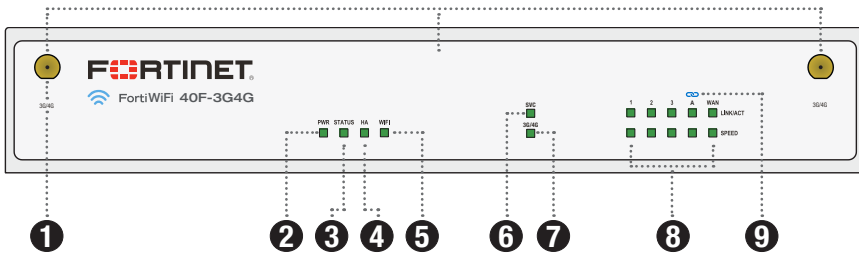 FORTINET
FortiWiFi 40F-3G4G
3G/4G
3G/4G
PWR STATUS HA WIFI
SVC
3G/4G
1 2 3 A WAN
LINK/ACT
SPEED
1 2 3 4 5 6 7 8 9